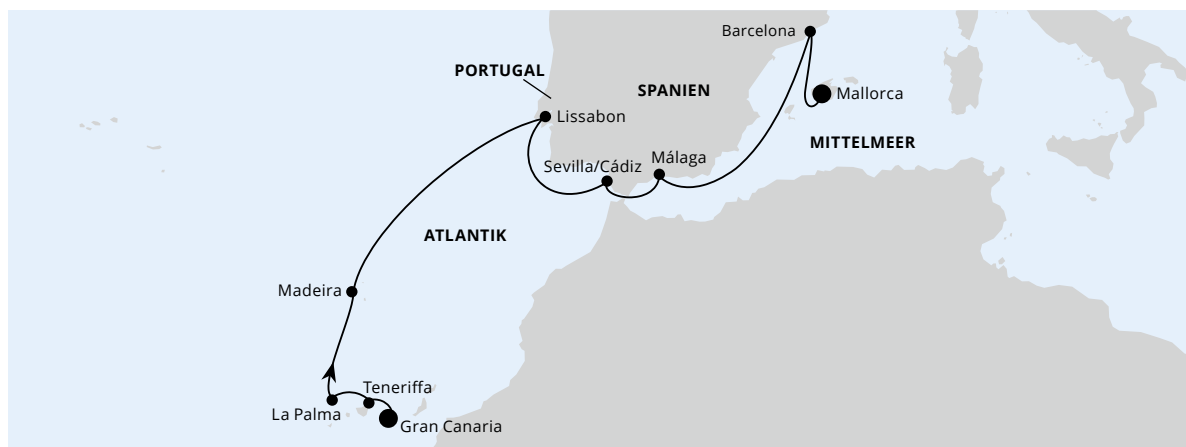 Barcelona
PORTUGAL
SPANIEN
Mallorca
Lissabon
MITTELMEER
Málaga
Sevilla/Cádiz
ATLANTIK
Madeira
Teneriffa
La Palma
Gran Canaria